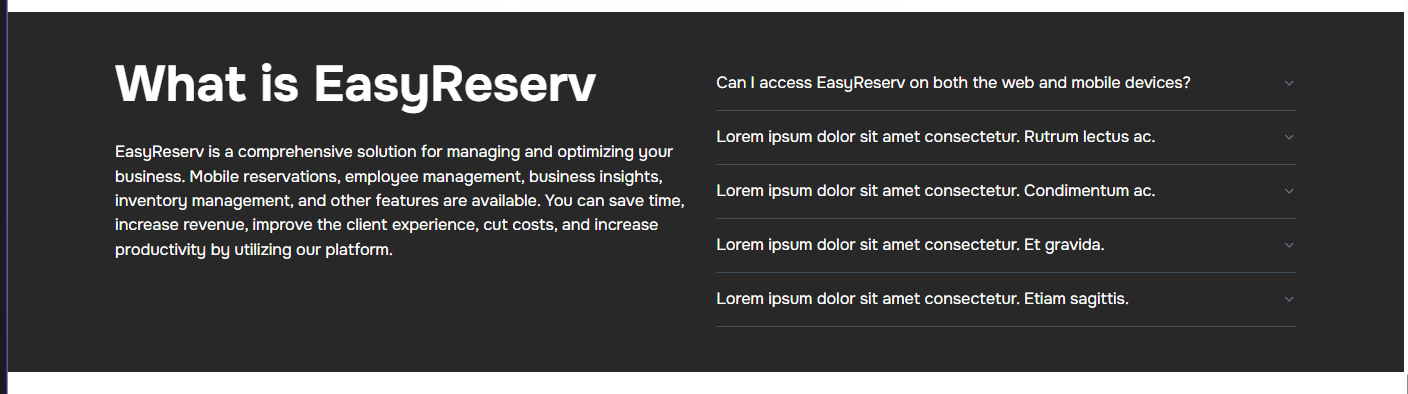 What is EasyReserv
EasyReserv is a comprehensive solution for managing and optimizing your
business. Mobile reservations, employee management, business insights,
inventory management, and other features are available. You can save time,
increase revenue, improve the client experience, cut costs, and increase
productivity by utilizing our platform.
Can I access EasyReserv on both the web and mobile devices?
Lorem ipsum dolor sit amet consectetur. Rutrum lectus ac.
Lorem ipsum dolor sit amet consectetur. Condimentum ac.
Lorem ipsum dolor sit amet consectetur. Et gravida.
Lorem ipsum dolor sit amet consectetur. Etiam sagittis.